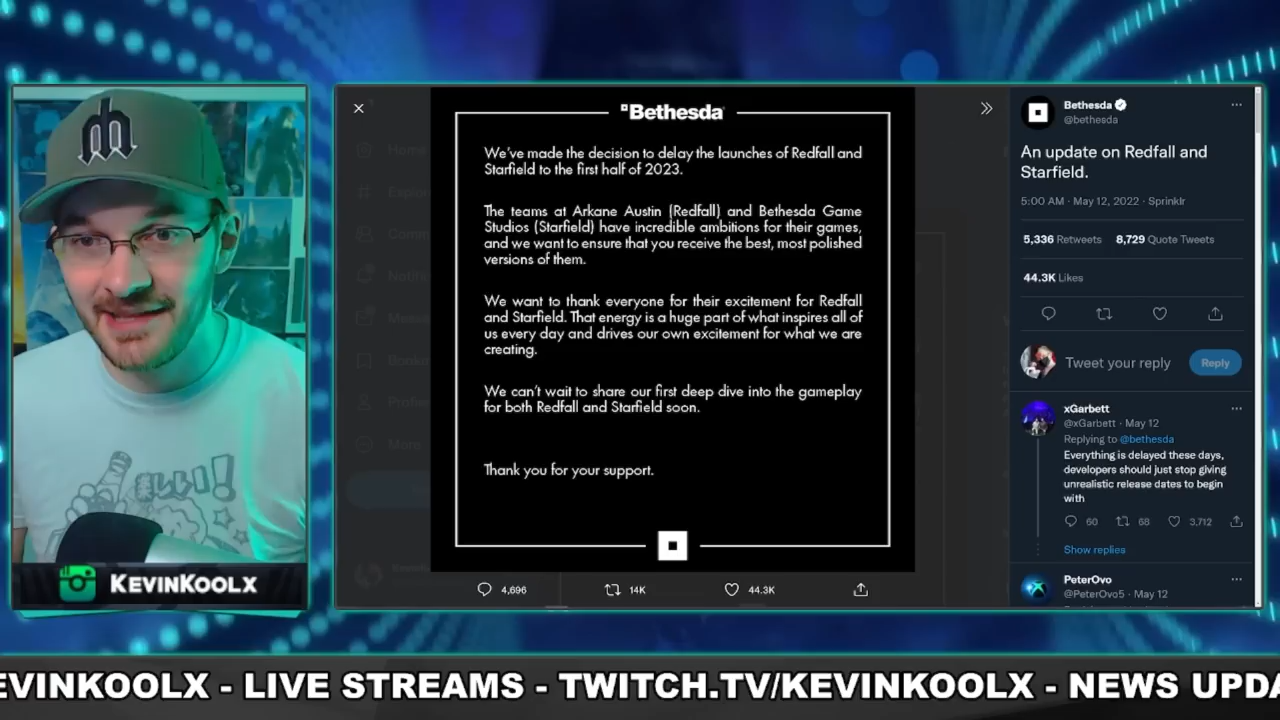 Bethesda
We've made the decision to delay the launches of Redfall and
Starfield to the first half of 2023.
The teams at Arkane Austin (Redfall) and Bethesda Game
Studios (Starfield) have incredible ambitions for their games,
and we want to ensure that you receive the best, most polished
versions of them.
We want to thank everyone for their excitement for Redfall
and Starfield. That energy is a huge part of what inspires all of
us every day and drives our own excitement for what we are
creating.
We can't wait to share our first deep dive into the gameplay
for both Redfall and Starfield soon.
Thank you for your support.
4,696 14K 44.3K
Bethesda
@bethesda
An update on Redfall and
Starfield.
5:00 AM · May 12, 2022 · Sprinklr
5,336 Retweets 8,729 Quote Tweets
44.3K Likes
Tweet your reply Reply
xGarbett
@xGarbett · May 12
Replying to @bethesda
Everything is delayed these days,
developers should just stop giving
unrealistic release dates to begin
with
60 68 3,712
Show replies
PeterOvo
@PeterOvo5 · May 12
Home
More
美しい!
KEVINKOOLX
EVINKOOLX - LIVE STREAMS - TWITCH.TV/KEVINKOOLX - NEWS UPDA